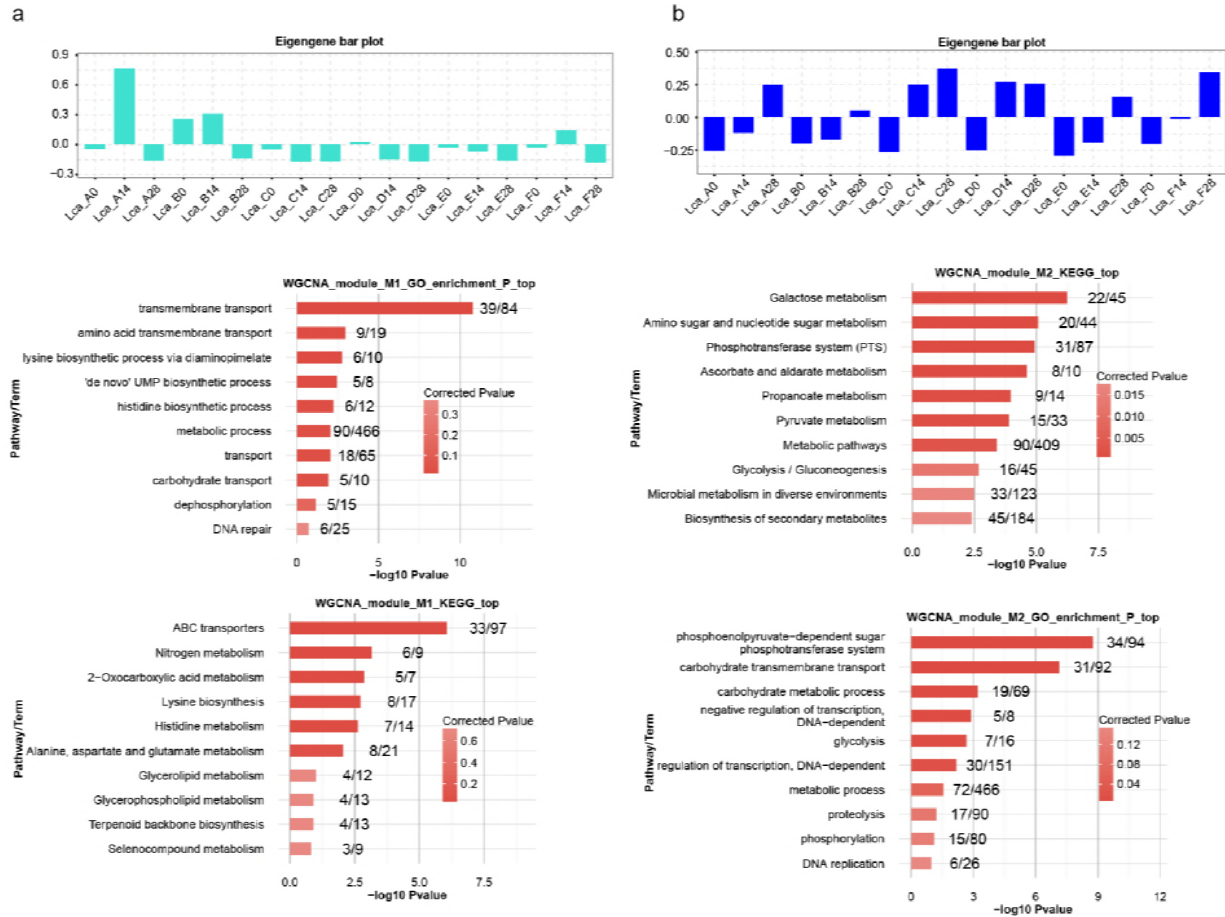 a
Eigengene bar plot
0.9
0.6
0.3
0.0
−0.3
Lca_A0
Lca_A14
Lca_A28
Lca_B0
Lca_B14
Lca_B28
Lca_C0
Lca_C14
Lca_C28
Lca_D0
Lca_D14
Lca_D28
Lca_E0
Lca_E14
Lca_E28
Lca_F0
Lca_F14
Lca_F28
WGCNA_module_M1_GO_enrichment_P_top
Pathway/Term
transmembrane transport 39/84
amino acid transmembrane transport 9/19
lysine biosynthetic process via diaminopimelate 6/10
'de novo' UMP biosynthetic process 5/8
histidine biosynthetic process 6/12
metabolic process 90/466
transport 18/65
carbohydrate transport 5/10
dephosphorylation 5/15
DNA repair 6/25
Corrected Pvalue
0.3
0.2
0.1
0 5 10
−log10 Pvalue
WGCNA_module_M1_KEGG_top
Pathway/Term
ABC transporters 33/97
Nitrogen metabolism 6/9
2−Oxocarboxylic acid metabolism 5/7
Lysine biosynthesis 8/17
Histidine metabolism 7/14
Alanine, aspartate and glutamate metabolism 8/21
Glycerolipid metabolism 4/12
Glycerophospholipid metabolism 4/13
Terpenoid backbone biosynthesis 4/13
Selenocompound metabolism 3/9
Corrected Pvalue
0.6
0.4
0.2
0.0 2.5 5.0 7.5
−log10 Pvalue
b
Eigengene bar plot
0.50
0.25
0.00
−0.25
Lca_A0
Lca_A14
Lca_A28
Lca_B0
Lca_B14
Lca_B28
Lca_C0
Lca_C14
Lca_C28
Lca_D0
Lca_D14
Lca_D28
Lca_E0
Lca_E14
Lca_E28
Lca_F0
Lca_F14
Lca_F28
WGCNA_module_M2_KEGG_top
Pathway/Term
Galactose metabolism 22/45
Amino sugar and nucleotide sugar metabolism 20/44
Phosphotransferase system (PTS) 31/87
Ascorbate and aldarate metabolism 8/10
Propancate metabolism 9/14
Pyruvate metabolism 15/33
Metabolic pathways 90/409
Glycolysis / Gluconeogenesis 16/45
Microbial metabolism in diverse environments 33/123
Biosynthesis of secondary metabolites 45/184
Corrected Pvalue
0.015
0.010
0.005
0.0 2.5 5.0 7.5
−log10 Pvalue
WGCNA_module_M2_GO_enrichment_P_top
Pathway/Term
phosphoenolpyruvate−dependent sugar
phosphotransferase system 34/94
carbohydrate transmembrane transport 31/92
carbohydrate metabolic process 19/69
negative regulation of transcription,
DNA−dependent 5/8
glycolysis 7/16
regulation of transcription, DNA−dependent 30/151
metabolic process 72/466
proteolysis 17/90
phosphorylation 15/80
DNA replication 6/26
Corrected Pvalue
0.12
0.08
0.04
0 3 6 9 12
−log10 Pvalue